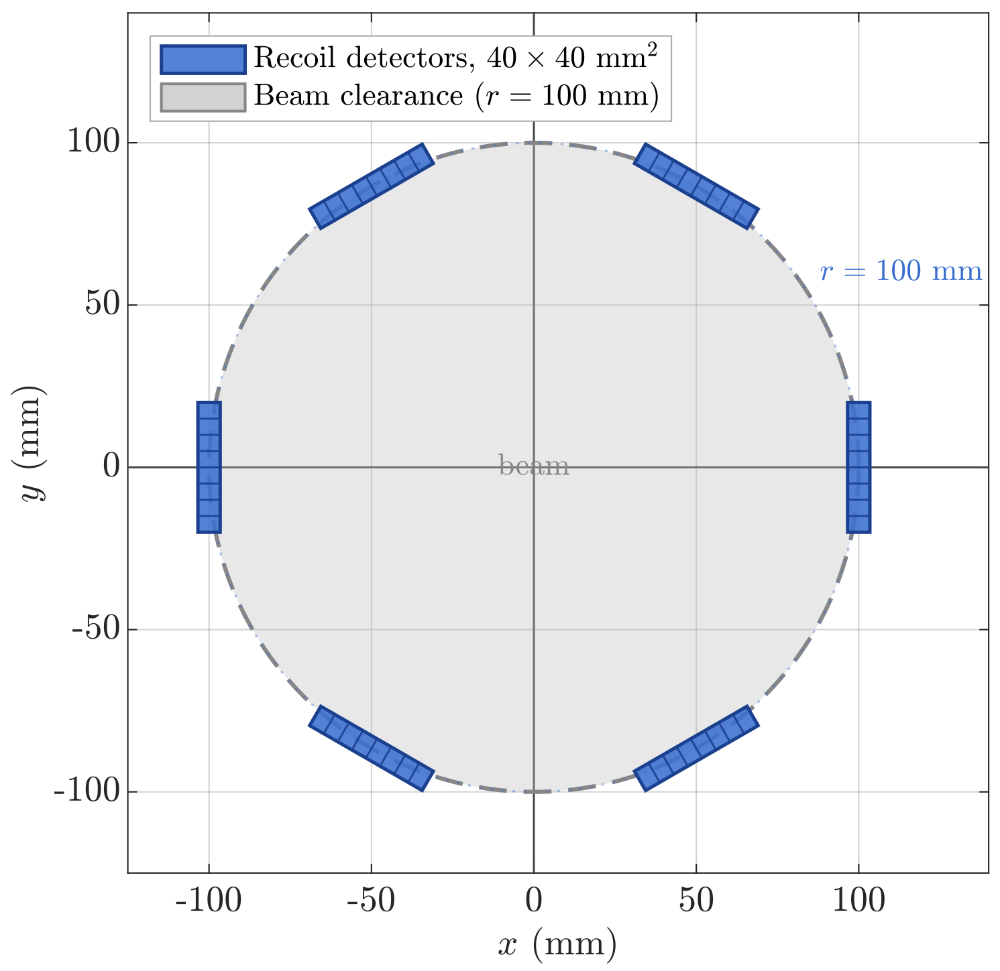 Recoil detectors, 40 × 40 mm²
Beam clearance (r = 100 mm)
100
r = 100 mm
50
y (mm)
0
beam
-50
-100
-100 -50 0 50 100
x (mm)